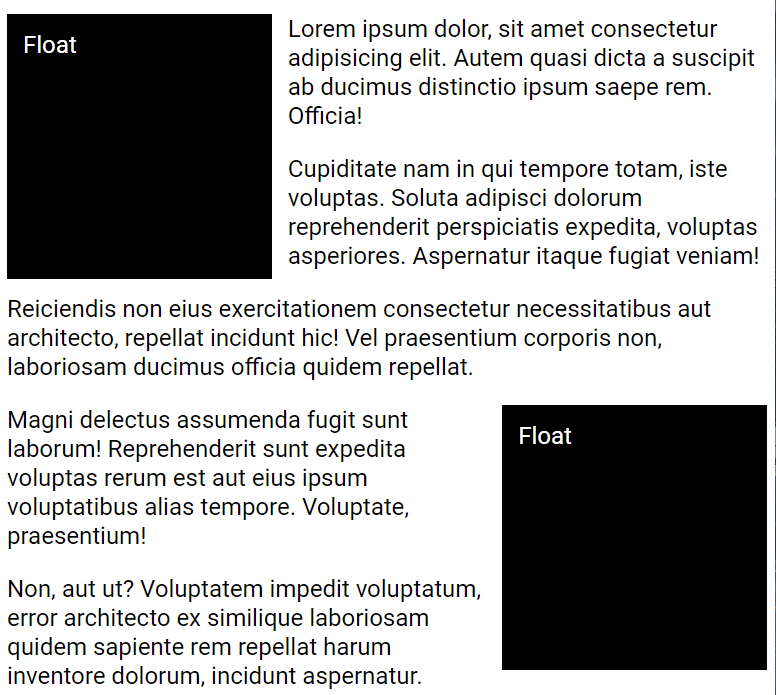 Float
Lorem ipsum dolor, sit amet consectetur
adipisicing elit. Autem quasi dicta a suscipit
ab ducimus distinctio ipsum saepe rem.
Officia!
Cupiditate nam in qui tempore totam, iste
voluptas. Soluta adipisci dolorum
reprehenderit perspiciatis expedita, voluptas
asperiores. Aspernatur itaque fugiat veniam!
Reiciendis non eius exercitationem consectetur necessitatibus aut
architecto, repellat incidunt hic! Vel praesentium corporis non,
laboriosam ducimus officia quidem repellat.
Magni delectus assumenda fugit sunt
laborum! Reprehenderit sunt expedita
voluptas rerum est aut eius ipsum
voluptatibus alias tempore. Voluptate,
praesentium!
Float
Non, aut ut? Voluptatem impedit voluptatum,
error architecto ex similique laboriosam
quidem sapiente rem repellat harum
inventore dolorum, incidunt aspernatur.